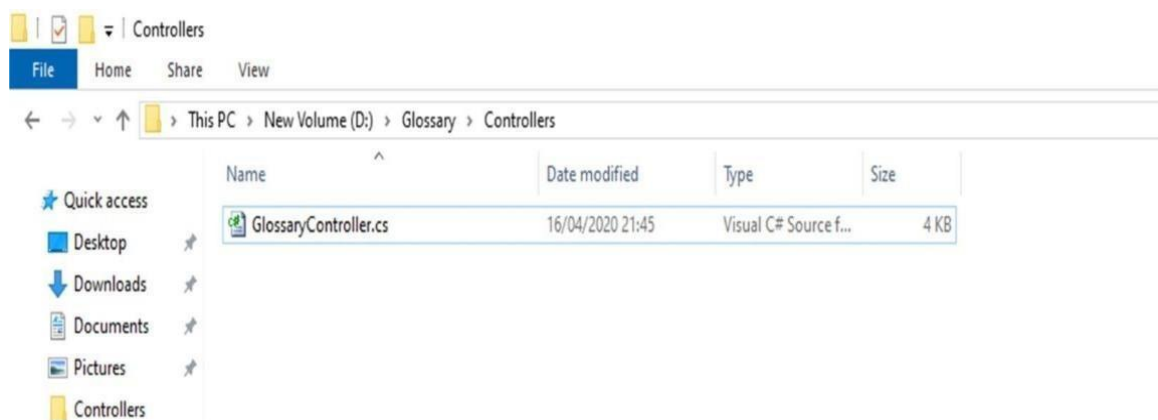 Controllers
File Home Share View
This PC > New Volume (D:) > Glossary > Controllers
Name Date modified Type Size
Quick access
GlossaryController.cs 16/04/2020 21:45 Visual C# Source f... 4 KB
Desktop
Downloads
Documents
Pictures
Controllers